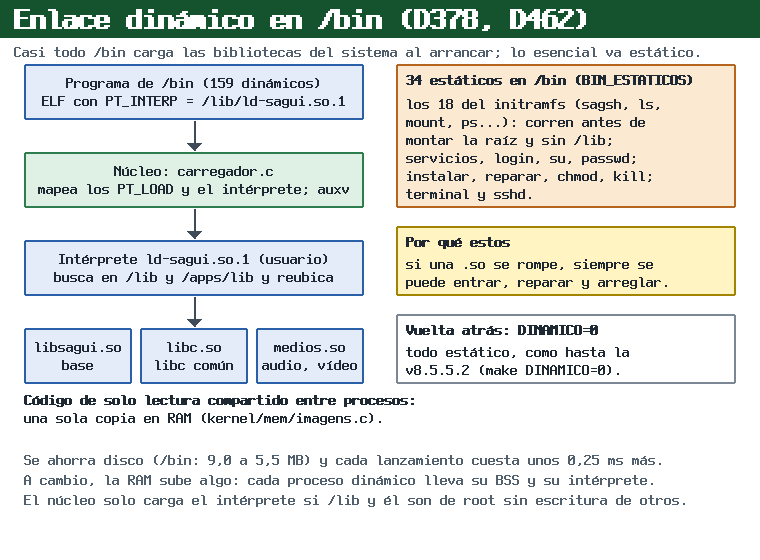 Enlace dinámico en /bin (D378, D462)
Casi todo /bin carga las bibliotecas del sistema al arrancar; lo esencial va estático.
Programa de /bin (159 dinámicos)
ELF con PT_INTERP = /lib/ld-sagui.so.1
Núcleo: carregador.c
mapea los PT_LOAD y el intérprete; auxv
Intérprete ld-sagui.so.1 (usuario)
busca en /lib y /apps/lib y reubica
libsagui.so
base
libc.so
libc común
medios.so
audio, vídeo
34 estáticos en /bin (BIN_ESTATICOS)
los 18 del initramfs (sagsh, ls,
mount, ps...): corren antes de
montar la raíz y sin /lib;
servicios, login, su, passwd;
instalar, reparar, chmod, kill;
terminal y sshd.
Por qué estos
si una .so se rompe, siempre se
puede entrar, reparar y arreglar.
Vuelta atrás: DINAMICO=0
todo estático, como hasta la
v8.5.5.2 (make DINAMICO=0).
Código de solo lectura compartido entre procesos:
una sola copia en RAM (kernel/mem/imagens.c).
Se ahorra disco (/bin: 9,0 a 5,5 MB) y cada lanzamiento cuesta unos 0,25 ms más.
A cambio, la RAM sube algo: cada proceso dinámico lleva su BSS y su intérprete.
El núcleo solo carga el intérprete si /lib y él son de root sin escritura de otros.